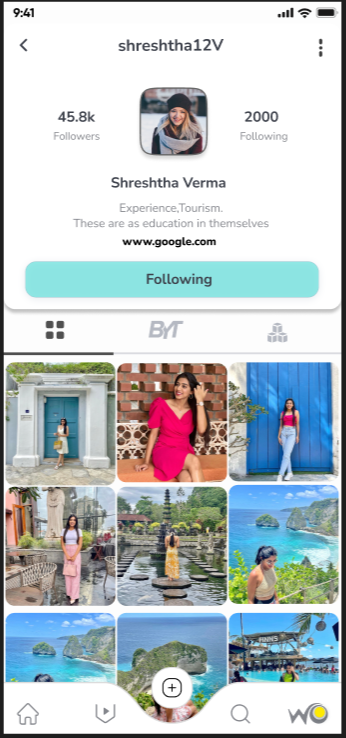 9:41
shreshtha12V
45.8k
Followers
2000
Following
Shreshtha Verma
Experience,Tourism.
These are as education in themselves
www.google.com
Following
BYT
WO